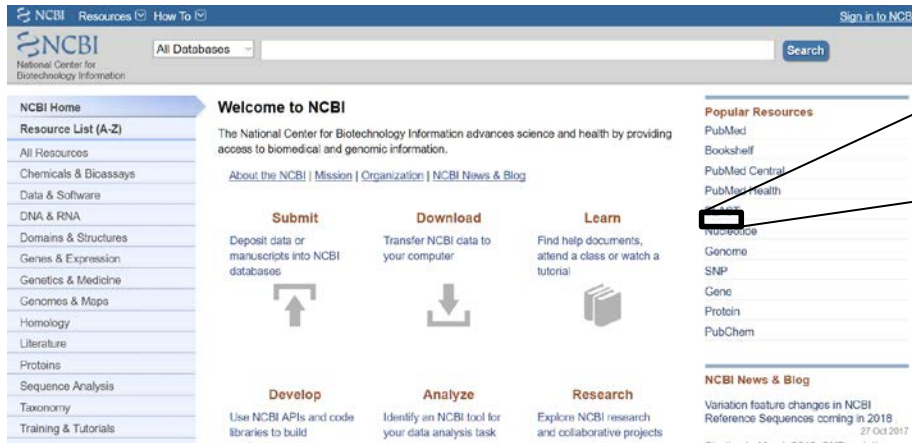 NCBI Resources How To Sign in to NCB
NCBI
National Center for
Biotechnology Information
All Databases
Search
NCBI Home
Resource List (A-Z)
All Resources
Chemicals & Bioassays
Data & Software
DNA & RNA
Domains & Structures
Genes & Expression
Genetics & Medicine
Genomes & Maps
Homology
Literature
Proteins
Sequence Analysis
Taxonomy
Training & Tutorials
Welcome to NCBI
The National Center for Biotechnology Information advances science and health by providing
access to biomedical and genomic information.
About the NCBI | Mission | Organization | NCBI News & Blog
Submit
Deposit data or
manuscripts into NCBI
databases
Download
Transfer NCBI data to
your computer
Learn
Find help documents,
attend a class or watch a
tutorial
Develop
Use NCBI APIs and code
libraries to build
Analyze
Identify an NCBI tool for
your data analysis task
Research
Explore NCBI research
and collaborative projects
Popular Resources
PubMed
Bookshelf
PubMed Central
PubMed Health
Nucleotide
Genome
SNP
Gene
Protein
PubChem
NCBI News & Blog
Variation feature changes in NCBI
Reference Sequences coming in 2018
27 Oct 2017